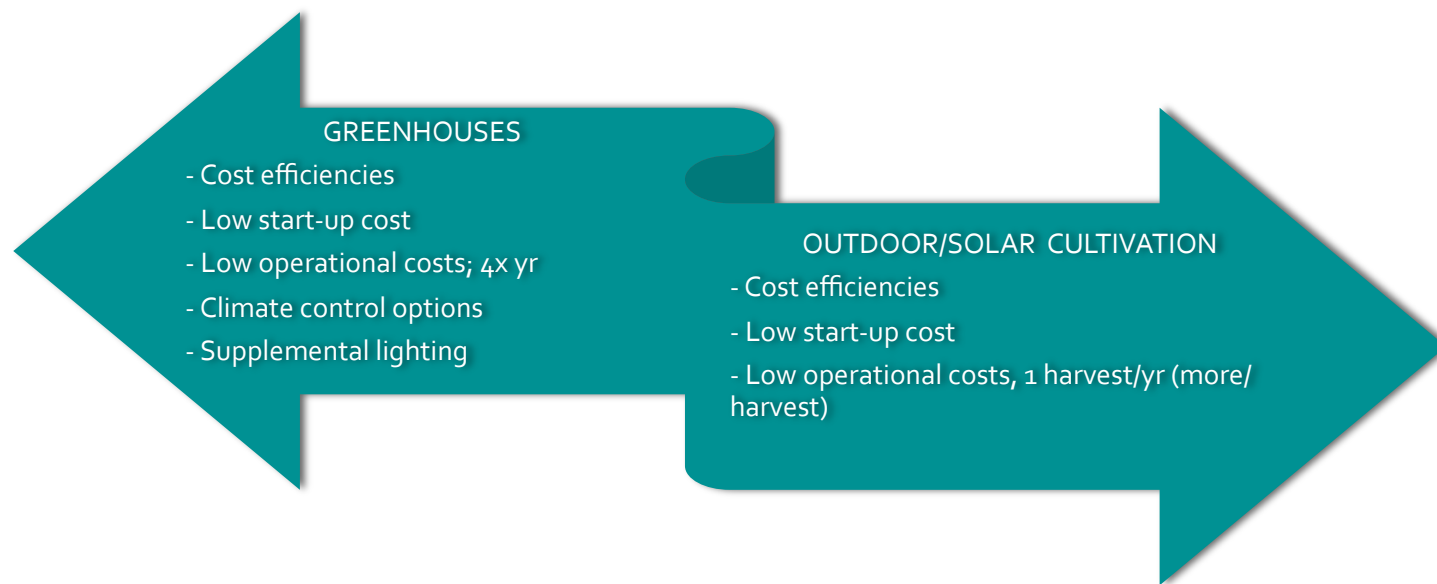 GREENHOUSES
- Cost efficiencies
- Low start-up cost
- Low operational costs; 4x yr
- Climate control options
- Supplemental lighting
OUTDOOR/SOLAR CULTIVATION
- Cost efficiencies
- Low start-up cost
- Low operational costs, 1 harvest/yr (more/
harvest)